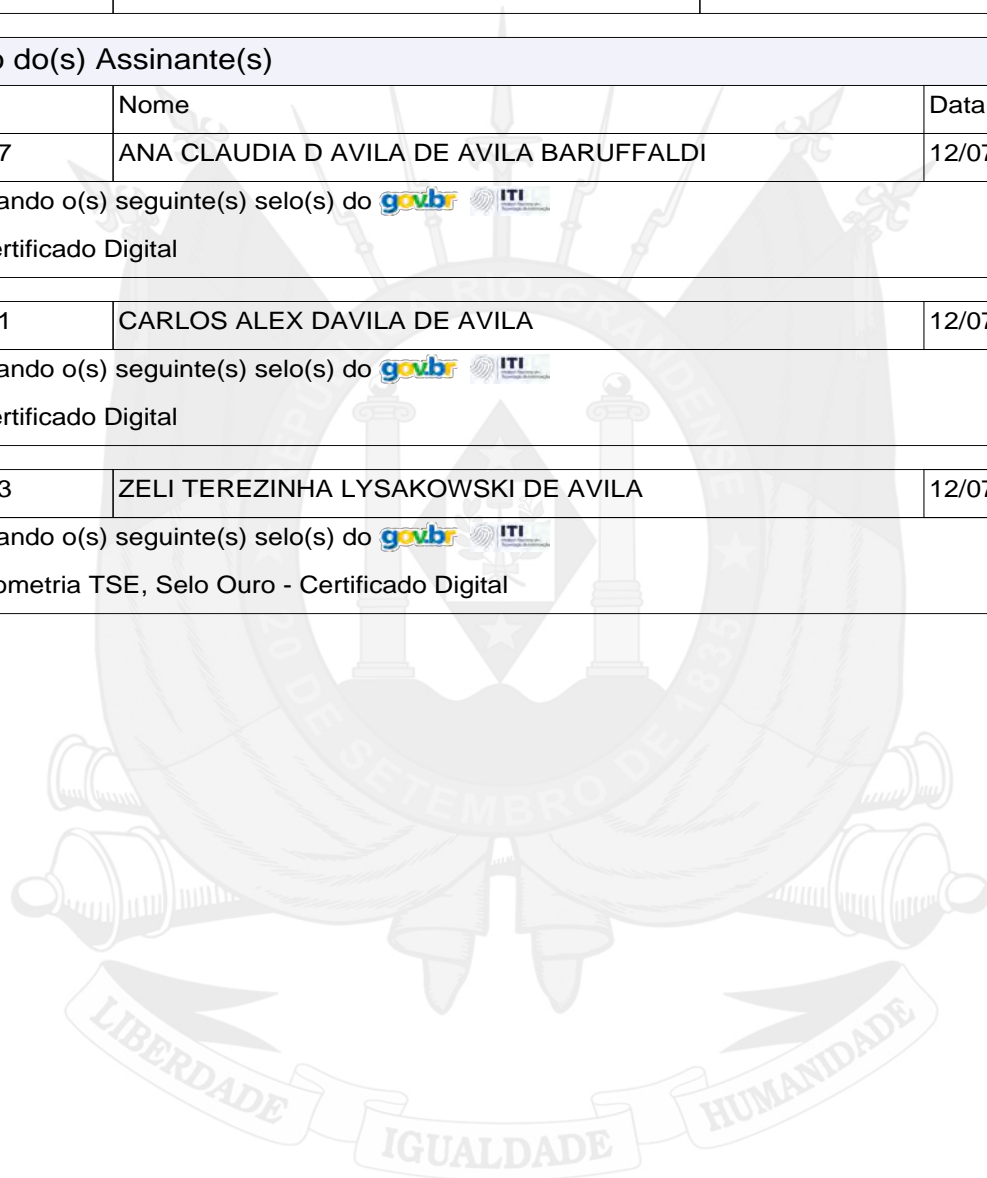 o do(s) Assinante(s)
Nome Data
7 ANA CLAUDIA D AVILA DE AVILA BARUFFALDI 12/07
ando o(s) seguinte(s) selo(s) do gov.br ITI
ertificado Digital
1 CARLOS ALEX DAVILA DE AVILA 12/07
ando o(s) seguinte(s) selo(s) do gov.br ITI
ertificado Digital
3 ZELI TEREZINHA LYSAKOWSKI DE AVILA 12/07
ando o(s) seguinte(s) selo(s) do gov.br ITI
ometria TSE, Selo Ouro - Certificado Digital
REPÚBLICA RIO-GRANDENSE
20 DE SETEMBRO DE 1835
LIBERDADE IGUALDADE HUMANIDADE